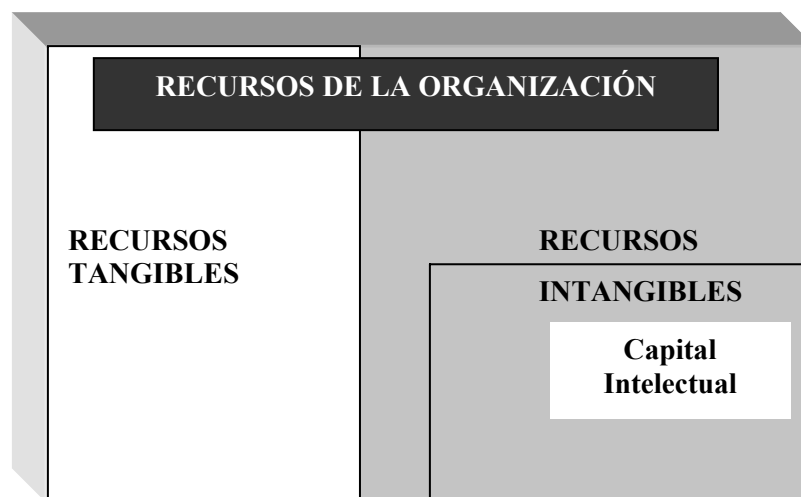 RECURSOS DE LA ORGANIZACIÓN
RECURSOS
TANGIBLES
RECURSOS
INTANGIBLES
Capital
Intelectual